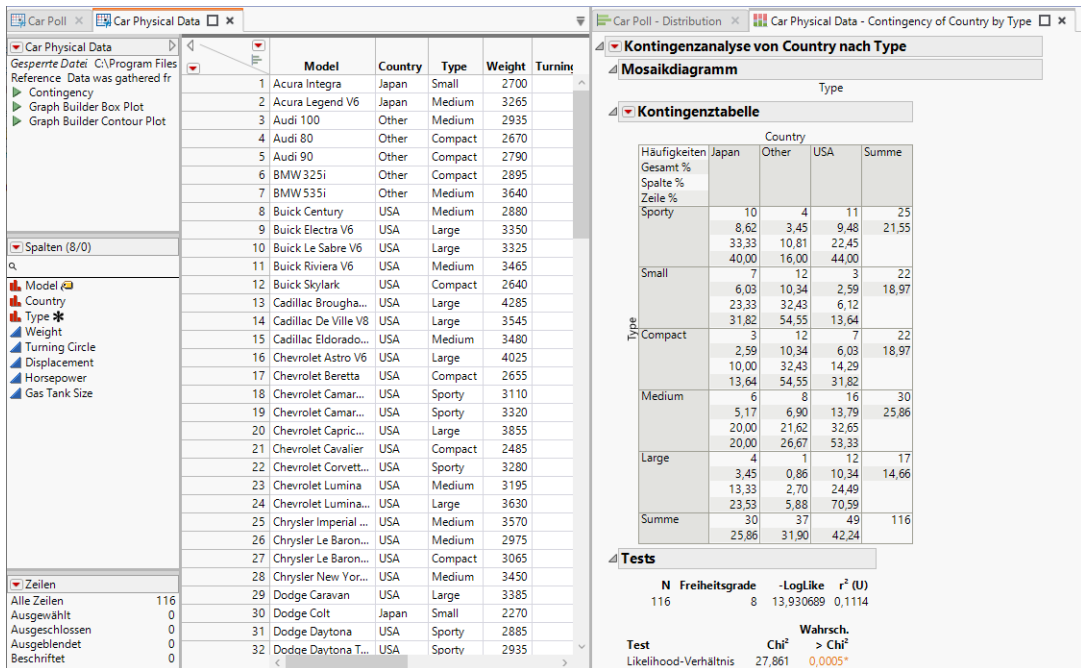 Car Poll
Car Physical Data
Car Physical Data
Gesperrte Datei C:\Program Files
Reference Data was gathered fr
Contingency
Graph Builder Box Plot
Graph Builder Contour Plot
Spalten (8/0)
Model
Country
Type
Weight
Turning Circle
Displacement
Horsepower
Gas Tank Size
Zeilen
Alle Zeilen 116
Ausgewählt 0
Ausgeschlossen 0
Ausgeblendet 0
Beschriftet 0
Model Country Type Weight Turning
1 Acura Integra Japan Small 2700
2 Acura Legend V6 Japan Medium 3265
3 Audi 100 Other Medium 2935
4 Audi 80 Other Compact 2670
5 Audi 90 Other Compact 2790
6 BMW 325i Other Compact 2895
7 BMW 535i Other Medium 3640
8 Buick Century USA Medium 2880
9 Buick Electra V6 USA Large 3350
10 Buick Le Sabre V6 USA Large 3325
11 Buick Riviera V6 USA Medium 3465
12 Buick Skylark USA Compact 2640
13 Cadillac Brougha... USA Large 4285
14 Cadillac De Ville V8 USA Large 3545
15 Cadillac Eldorado... USA Medium 3480
16 Chevrolet Astro V6 USA Large 4025
17 Chevrolet Beretta USA Compact 2655
18 Chevrolet Camar... USA Sporty 3110
19 Chevrolet Camar... USA Sporty 3320
20 Chevrolet Capric... USA Large 3855
21 Chevrolet Cavalier USA Compact 2485
22 Chevrolet Corvett... USA Sporty 3280
23 Chevrolet Lumina USA Medium 3195
24 Chevrolet Lumina... USA Large 3630
25 Chrysler Imperial ... USA Medium 3570
26 Chrysler Le Baron... USA Medium 2975
27 Chrysler Le Baron... USA Compact 3065
28 Chrysler New Yor... USA Medium 3450
29 Dodge Caravan USA Large 3385
30 Dodge Colt Japan Small 2270
31 Dodge Daytona USA Sporty 2885
32 Dodge Daytona T... USA Sporty 2935
Car Poll - Distribution
Car Physical Data - Contingency of Country by Type
Kontingenzanalyse von Country nach Type
Mosaikdiagramm
Type
Kontingenztabelle
Country
Häufigkeiten Japan Other USA Summe
Gesamt %
Spalte %
Zeile %
Type
Sporty 10 4 11 25
8,62 3,45 9,48 21,55
33,33 10,81 22,45
40,00 16,00 44,00
Small 7 12 3 22
6,03 10,34 2,59 18,97
23,33 32,43 6,12
31,82 54,55 13,64
Compact 3 12 7 22
2,59 10,34 6,03 18,97
10,00 32,43 14,29
13,64 54,55 31,82
Medium 6 8 16 30
5,17 6,90 13,79 25,86
20,00 21,62 32,65
20,00 26,67 53,33
Large 4 1 12 17
3,45 0,86 10,34 14,66
13,33 2,70 24,49
23,53 5,88 70,59
Summe 30 37 49 116
25,86 31,90 42,24
Tests
N Freiheitsgrade -LogLike r² (U)
116 8 13,930689 0,1114
Wahrsch.
Test Chi² > Chi²
Likelihood-Verhältnis 27,861 0,0005*